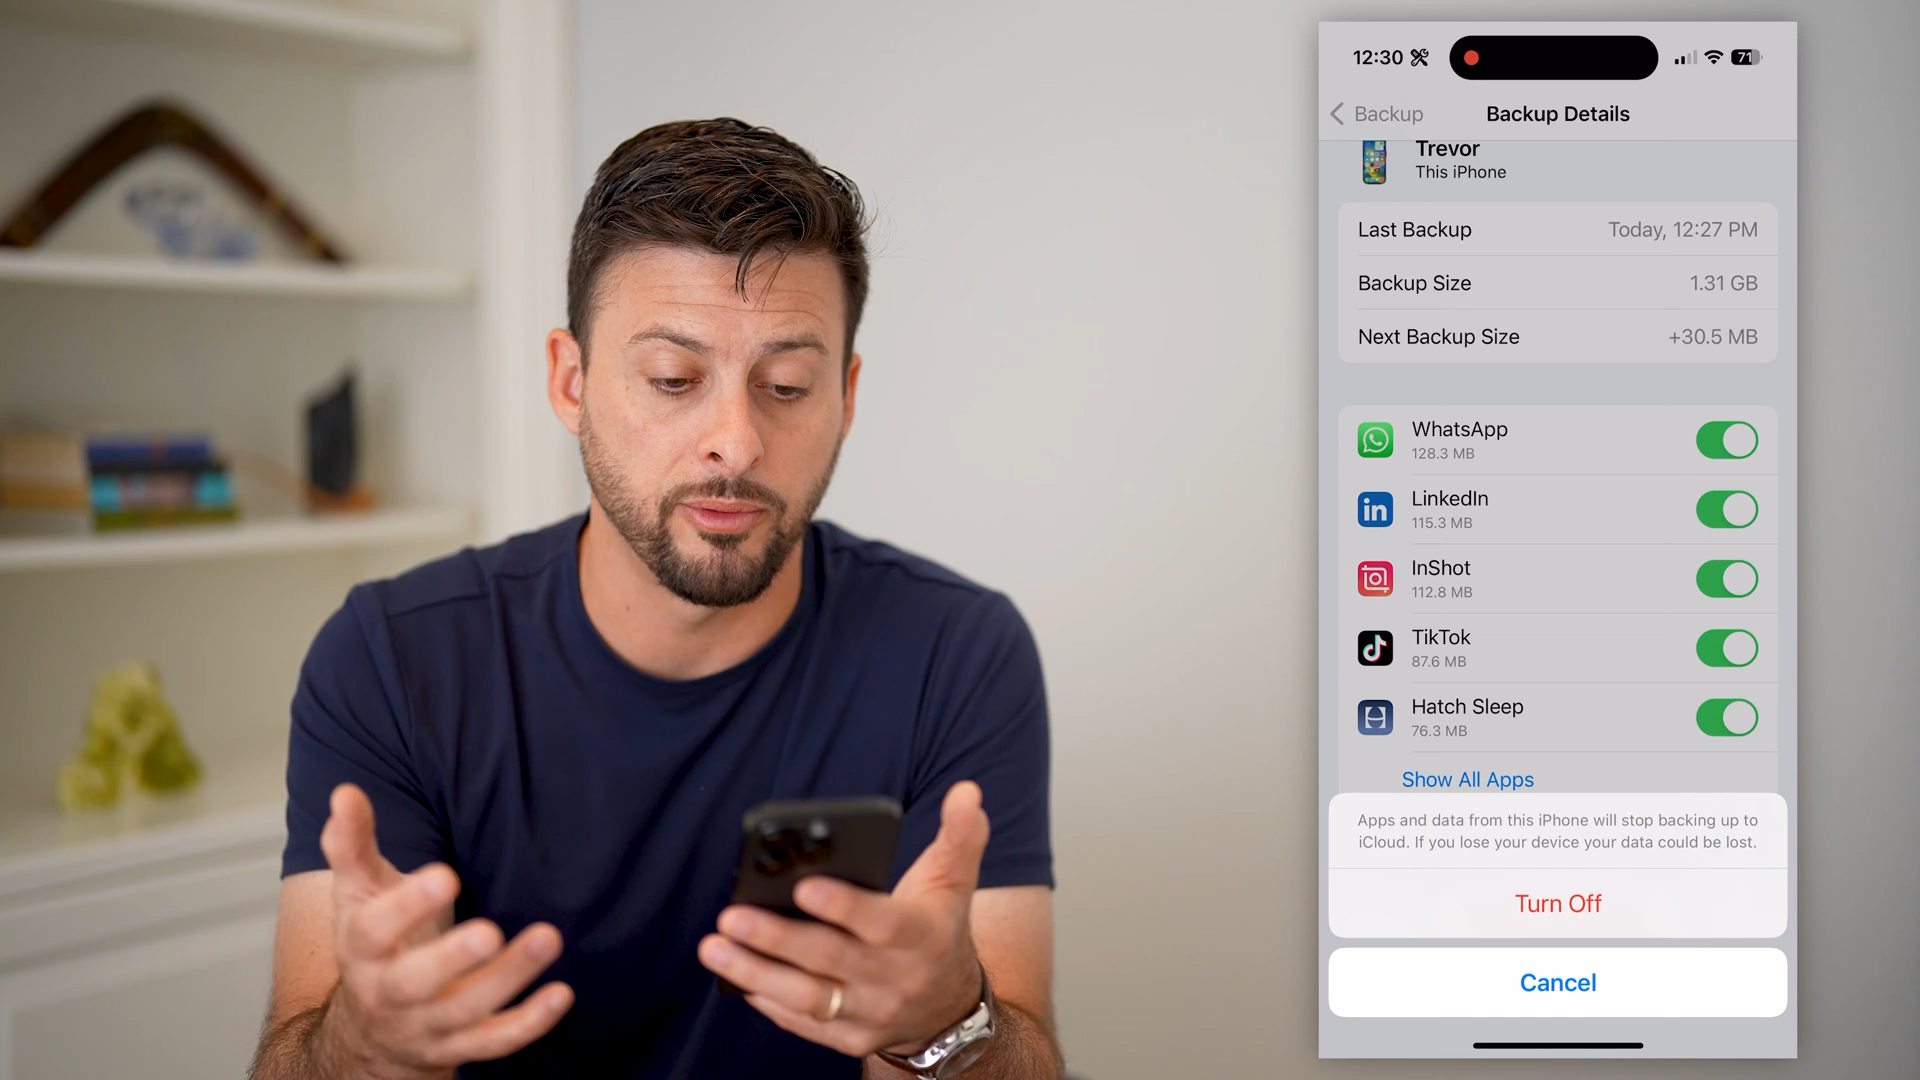 12:30
71
Backup
Backup Details
Trevor
This iPhone
Last Backup
Today, 12:27 PM
Backup Size
1.31 GB
Next Backup Size
+30.5 MB
WhatsApp
128.3 MB
in
LinkedIn
115.3 MB
InShot
112.8 MB
TikTok
87.6 MB
Hatch Sleep
76.3 MB
Show All Apps
Apps and data from this iPhone will stop backing up to
iCloud. If you lose your device your data could be lost.
Turn Off
Cancel